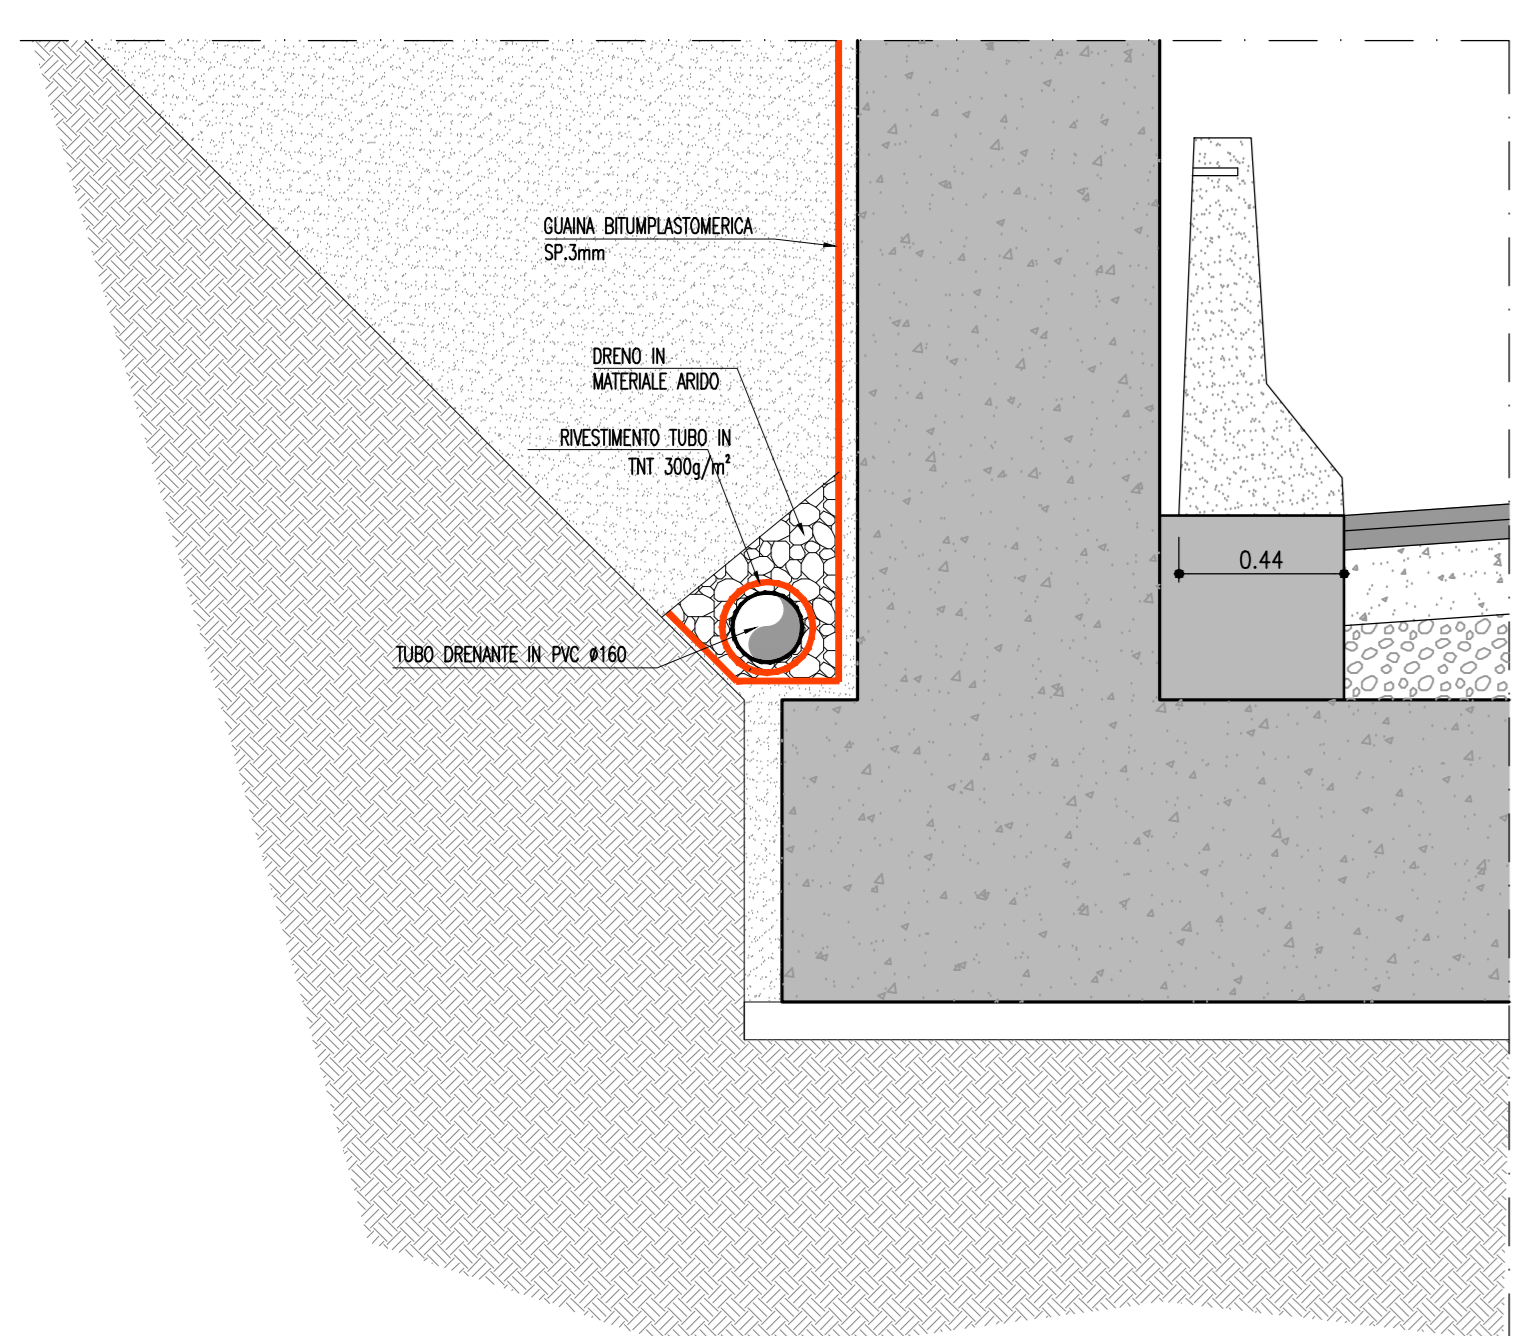 GUAINA BITUMPLASTOMERICA
SP.3mm
DRENO IN
MATERIALE ARIDO
RIVESTIMENTO TUBO IN
TNT 300g/m²
0.44
TUBO DRENANTE IN PVC ø160